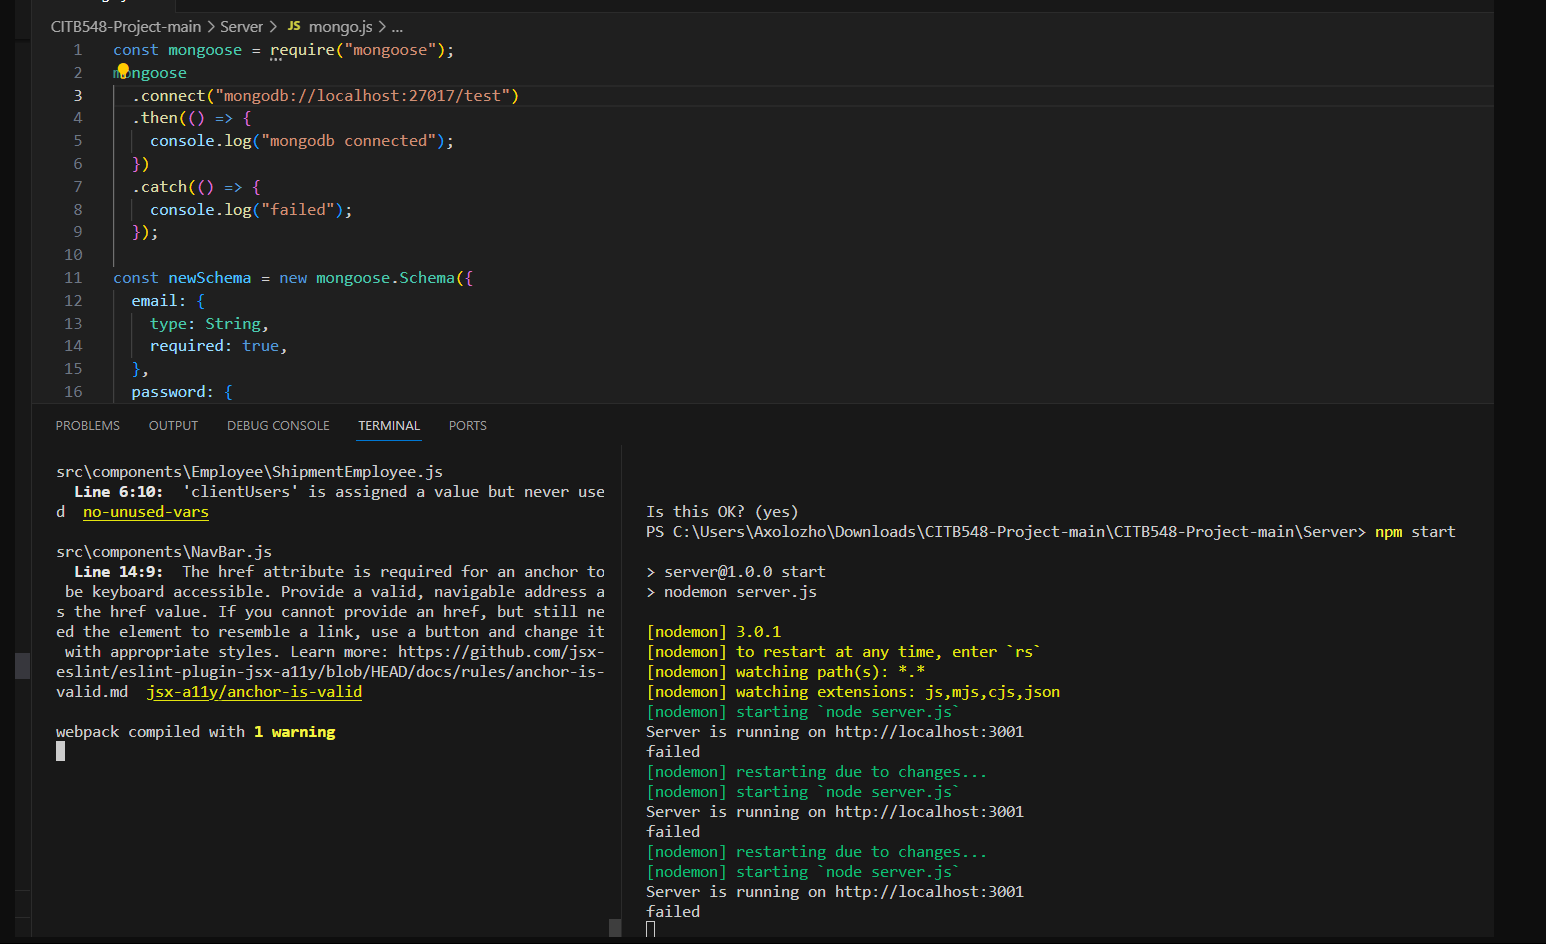 CITB548-Project-main > Server > JS mongo.js > ...
1 const mongoose = require("mongoose");
2 mongoose
3 .connect("mongodb://localhost:27017/test")
4 .then(() => {
5 console.log("mongodb connected");
6 })
7 .catch(() => {
8 console.log("failed");
9 });
10
11 const newSchema = new mongoose.Schema({
12 email: {
13 type: String,
14 required: true,
15 },
16 password: {
PROBLEMS OUTPUT DEBUG CONSOLE TERMINAL PORTS
src\components\Employee\ShipmentEmployee.js
Line 6:10: 'clientUsers' is assigned a value but never use
d no-unused-vars
src\components\NavBar.js
Line 14:9: The href attribute is required for an anchor to
be keyboard accessible. Provide a valid, navigable address a
s the href value. If you cannot provide an href, but still ne
ed the element to resemble a link, use a button and change it
with appropriate styles. Learn more: https://github.com/jsx-
eslint/eslint-plugin-jsx-a11y/blob/HEAD/docs/rules/anchor-is-
valid.md jsx-a11y/anchor-is-valid
webpack compiled with 1 warning
Is this OK? (yes)
PS C:\Users\Axolozho\Downloads\CITB548-Project-main\CITB548-Project-main\Server> npm start
> server@1.0.0 start
> nodemon server.js
[nodemon] 3.0.1
[nodemon] to restart at any time, enter `rs`
[nodemon] watching path(s): *.*
[nodemon] watching extensions: js,mjs,cjs,json
[nodemon] starting `node server.js`
Server is running on http://localhost:3001
failed
[nodemon] restarting due to changes...
[nodemon] starting `node server.js`
Server is running on http://localhost:3001
failed
[nodemon] restarting due to changes...
[nodemon] starting `node server.js`
Server is running on http://localhost:3001
failed